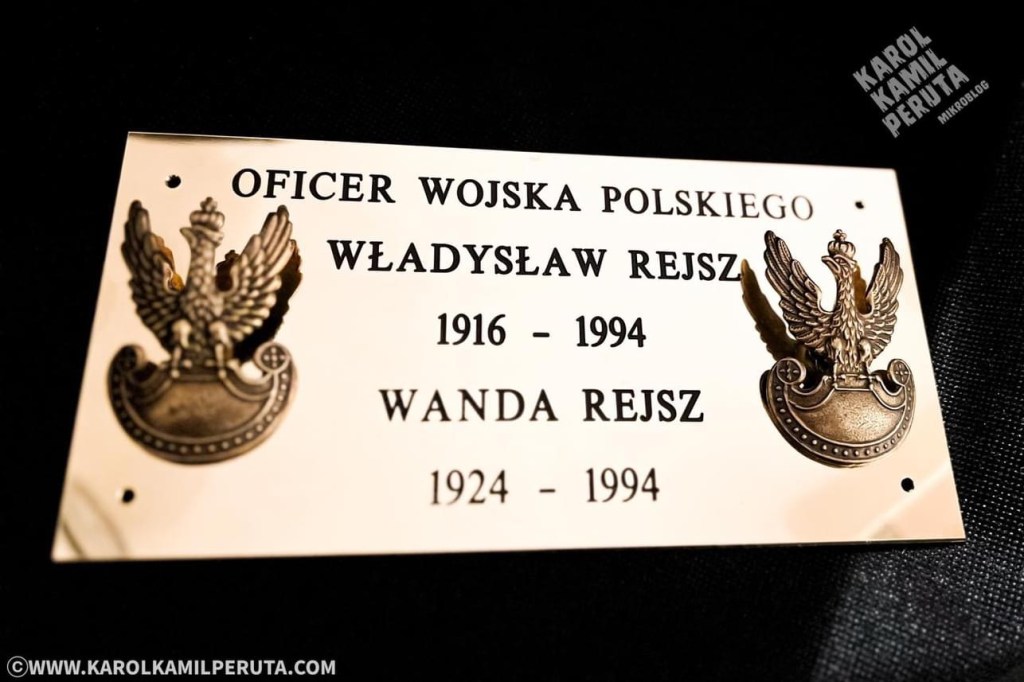 KAROL
KAMIL
PERUTA
MIKROBLOG
OFICER WOJSKA POLSKIEGO
WŁADYSŁAW REJSZ
1916 - 1994
WANDA REJSZ
1924 - 1994
©WWW.KAROLKAMILPERUTA.COM